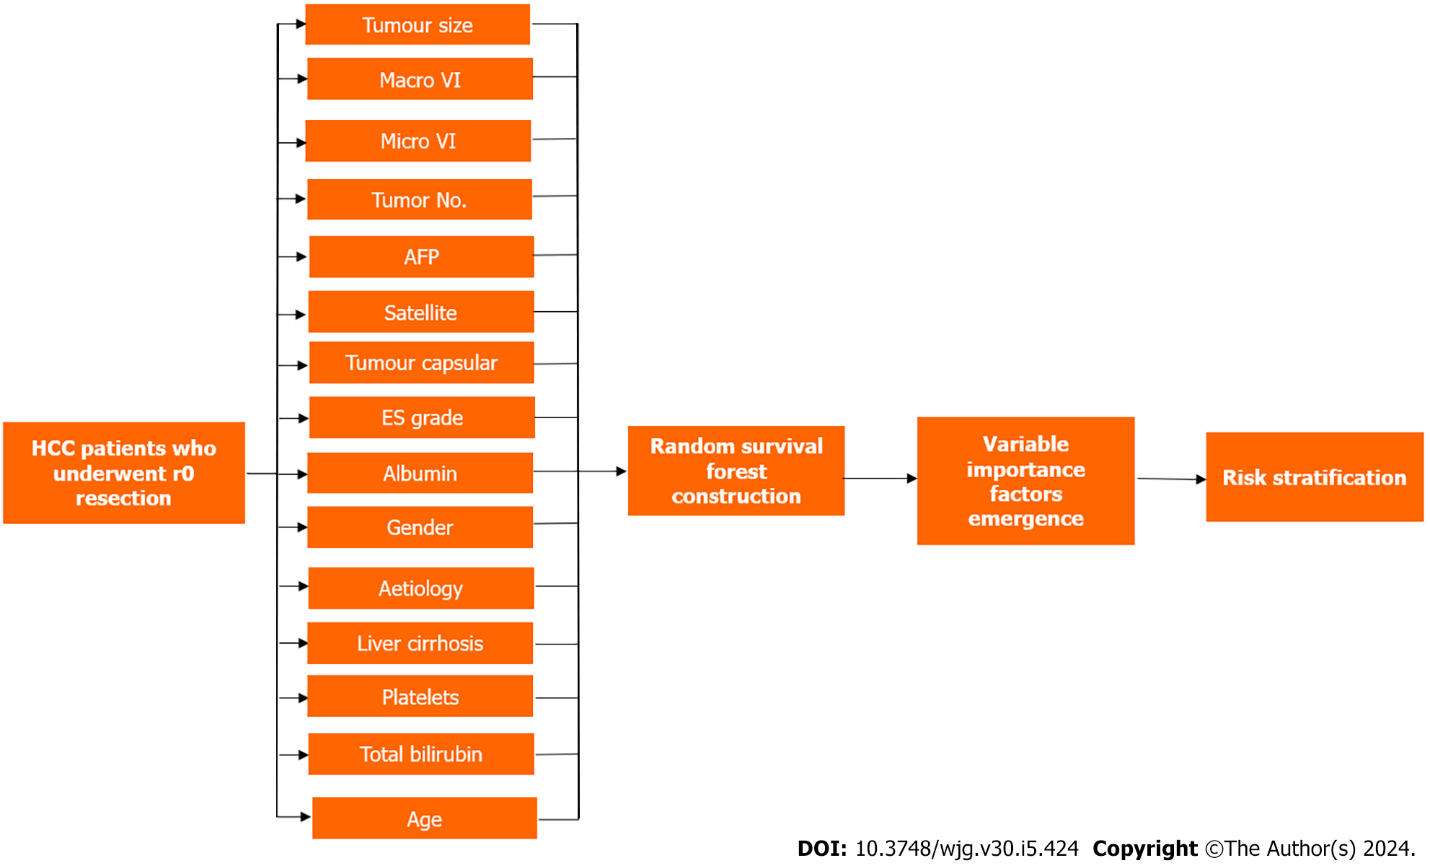 Tumour size
Macro VI
Micro VI
Tumor No.
AFP
Satellite
Tumour capsular
ES grade
Albumin
Gender
Aetiology
Liver cirrhosis
Platelets
Total bilirubin
Age
HCC patients who
underwent r0
resection
Random survival
forest
construction
Variable
importance
factors
emergence
Risk stratification
DOI: 10.3748/wjg.v30.i5.424 Copyright ©The Author(s) 2024.